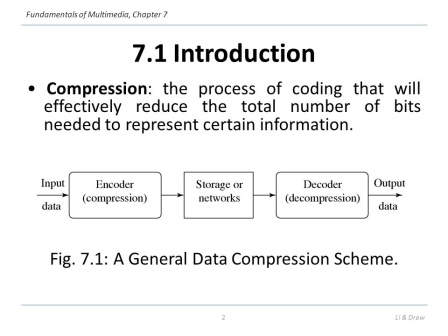 Fundamentals of Multimedia, Chapter 7
7.1 Introduction
• Compression: the process of coding that will
effectively reduce the total number of bits
needed to represent certain information.
Input
data
Encoder
(compression)
Storage or
networks
Decoder
(decompression)
Output
data
Fig. 7.1: A General Data Compression Scheme.
2
Li & Drew